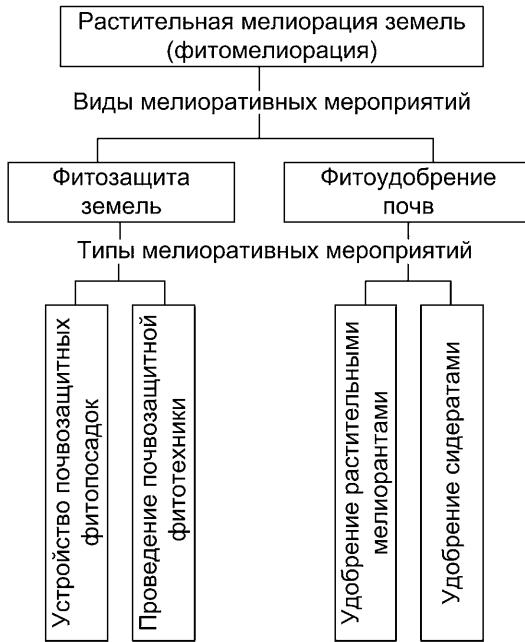 Растительная мелиорация земель
(фитомелиорация)
Виды мелиоративных мероприятий
Фитозащита
земель
Фитоудобрение
почв
Типы мелиоративных мероприятий
Устройство почвозащитных
фитопосадок
Проведение почвозащитной
фитотехники
Удобрение растительными
мелиорантами
Удобрение сидератами